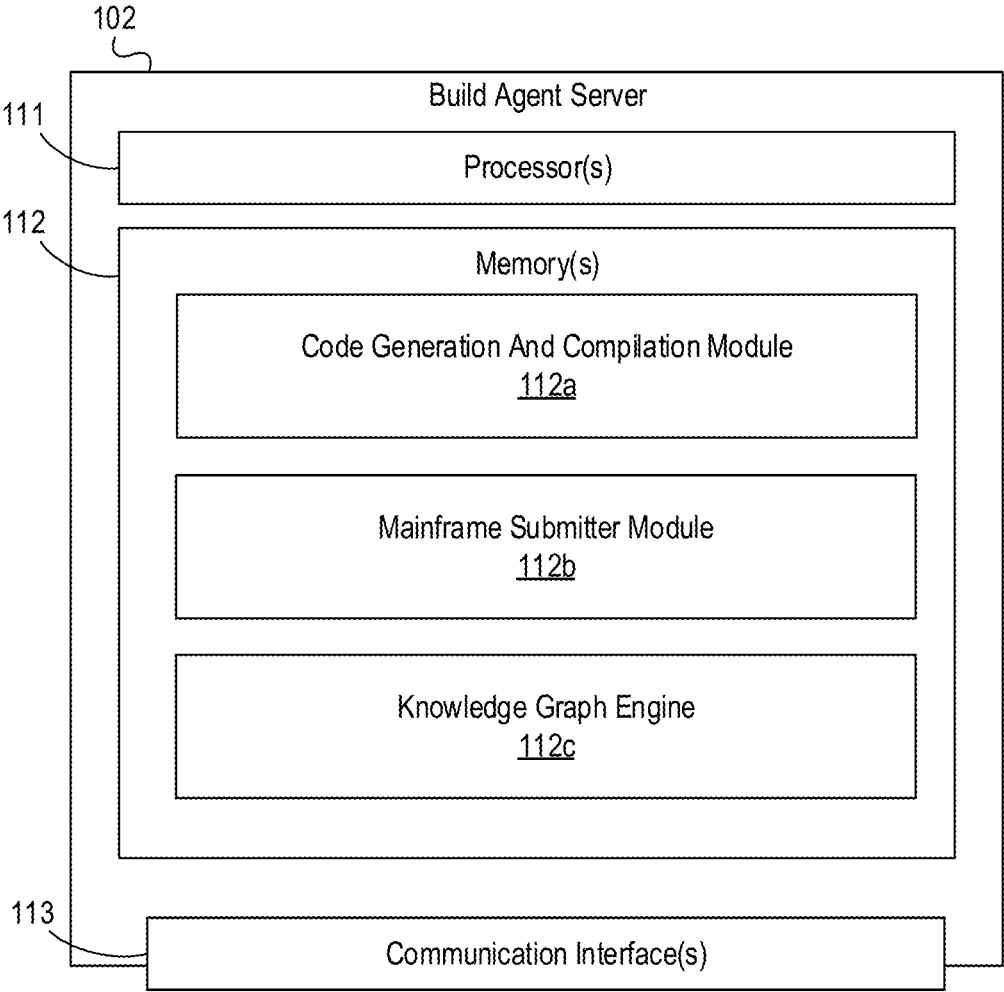 102
Build Agent Server
111
Processor(s)
112
Memory(s)
Code Generation And Compilation Module
112a
Mainframe Submitter Module
112b
Knowledge Graph Engine
112c
113
Communication Interface(s)